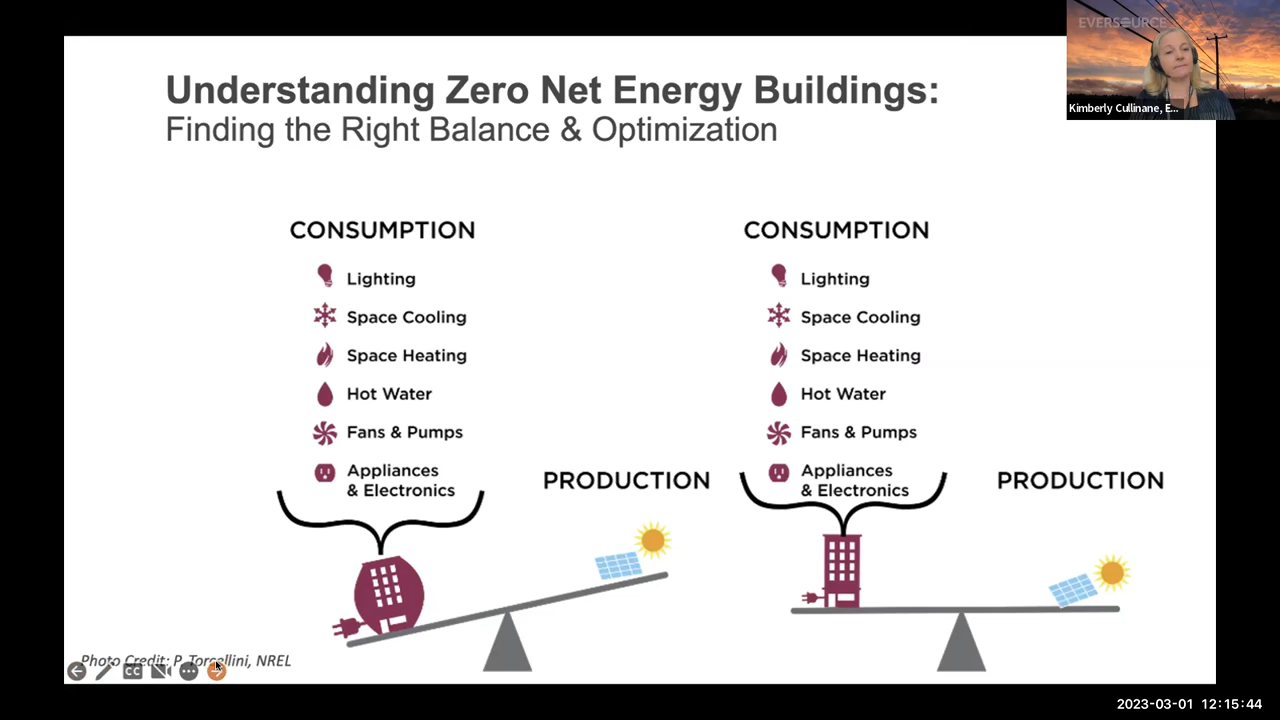 EVERSOURCE
Kimberly Cullinane, E...
Understanding Zero Net Energy Buildings:
Finding the Right Balance & Optimization
CONSUMPTION
Lighting
Space Cooling
Space Heating
Hot Water
Fans & Pumps
Appliances
& Electronics
PRODUCTION
CONSUMPTION
Lighting
Space Cooling
Space Heating
Hot Water
Fans & Pumps
Appliances
& Electronics
PRODUCTION
Photo Credit: P. Torcellini, NREL
CC
2023-03-01 12:15:44